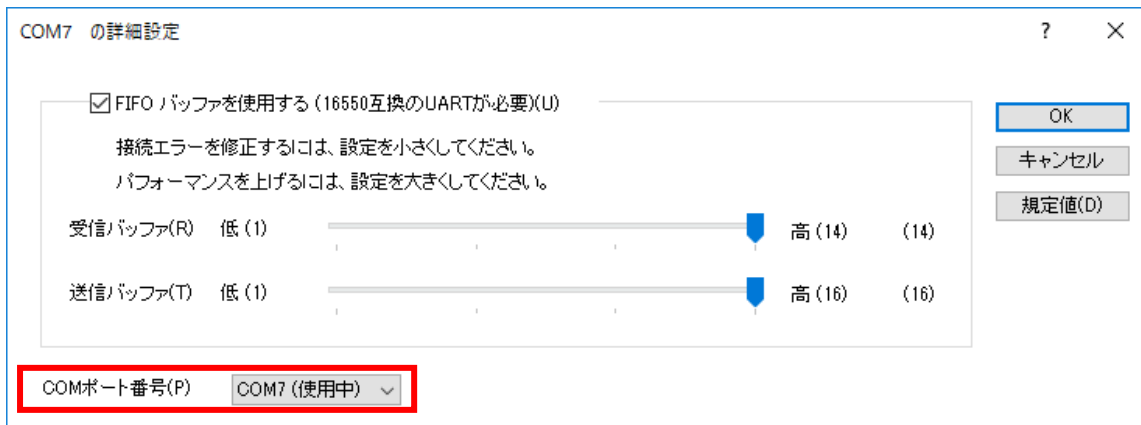 COM7 の詳細設定
?
FIFO バッファを使用する (16550互換のUARTが必要)(U)
OK
接続エラーを修正するには、設定を小さくしてください。
キャンセル
パフォーマンスを上げるには、設定を大きくしてください。
規定値(D)
受信バッファ(R) 低 (1) 高 (14) (14)
送信バッファ(T) 低 (1) 高 (16) (16)
COMポート番号(P) COM7 (使用中)